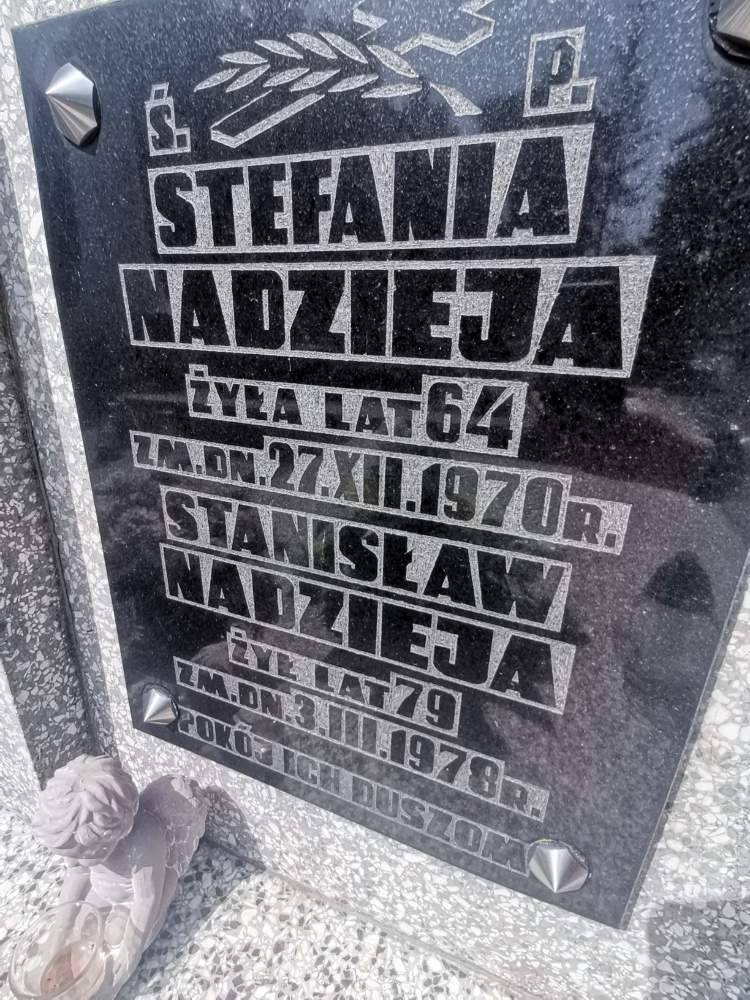 Ś. P.
STEFANIA
NADZIEJA
ŻYŁA LAT 64
ZM.DN.27.XII.1970R.
STANISŁAW
NADZIEJA
ŻYŁ LAT 79
ZM.DN.3.III.1978R.
POKÓJ ICH DUSZOM